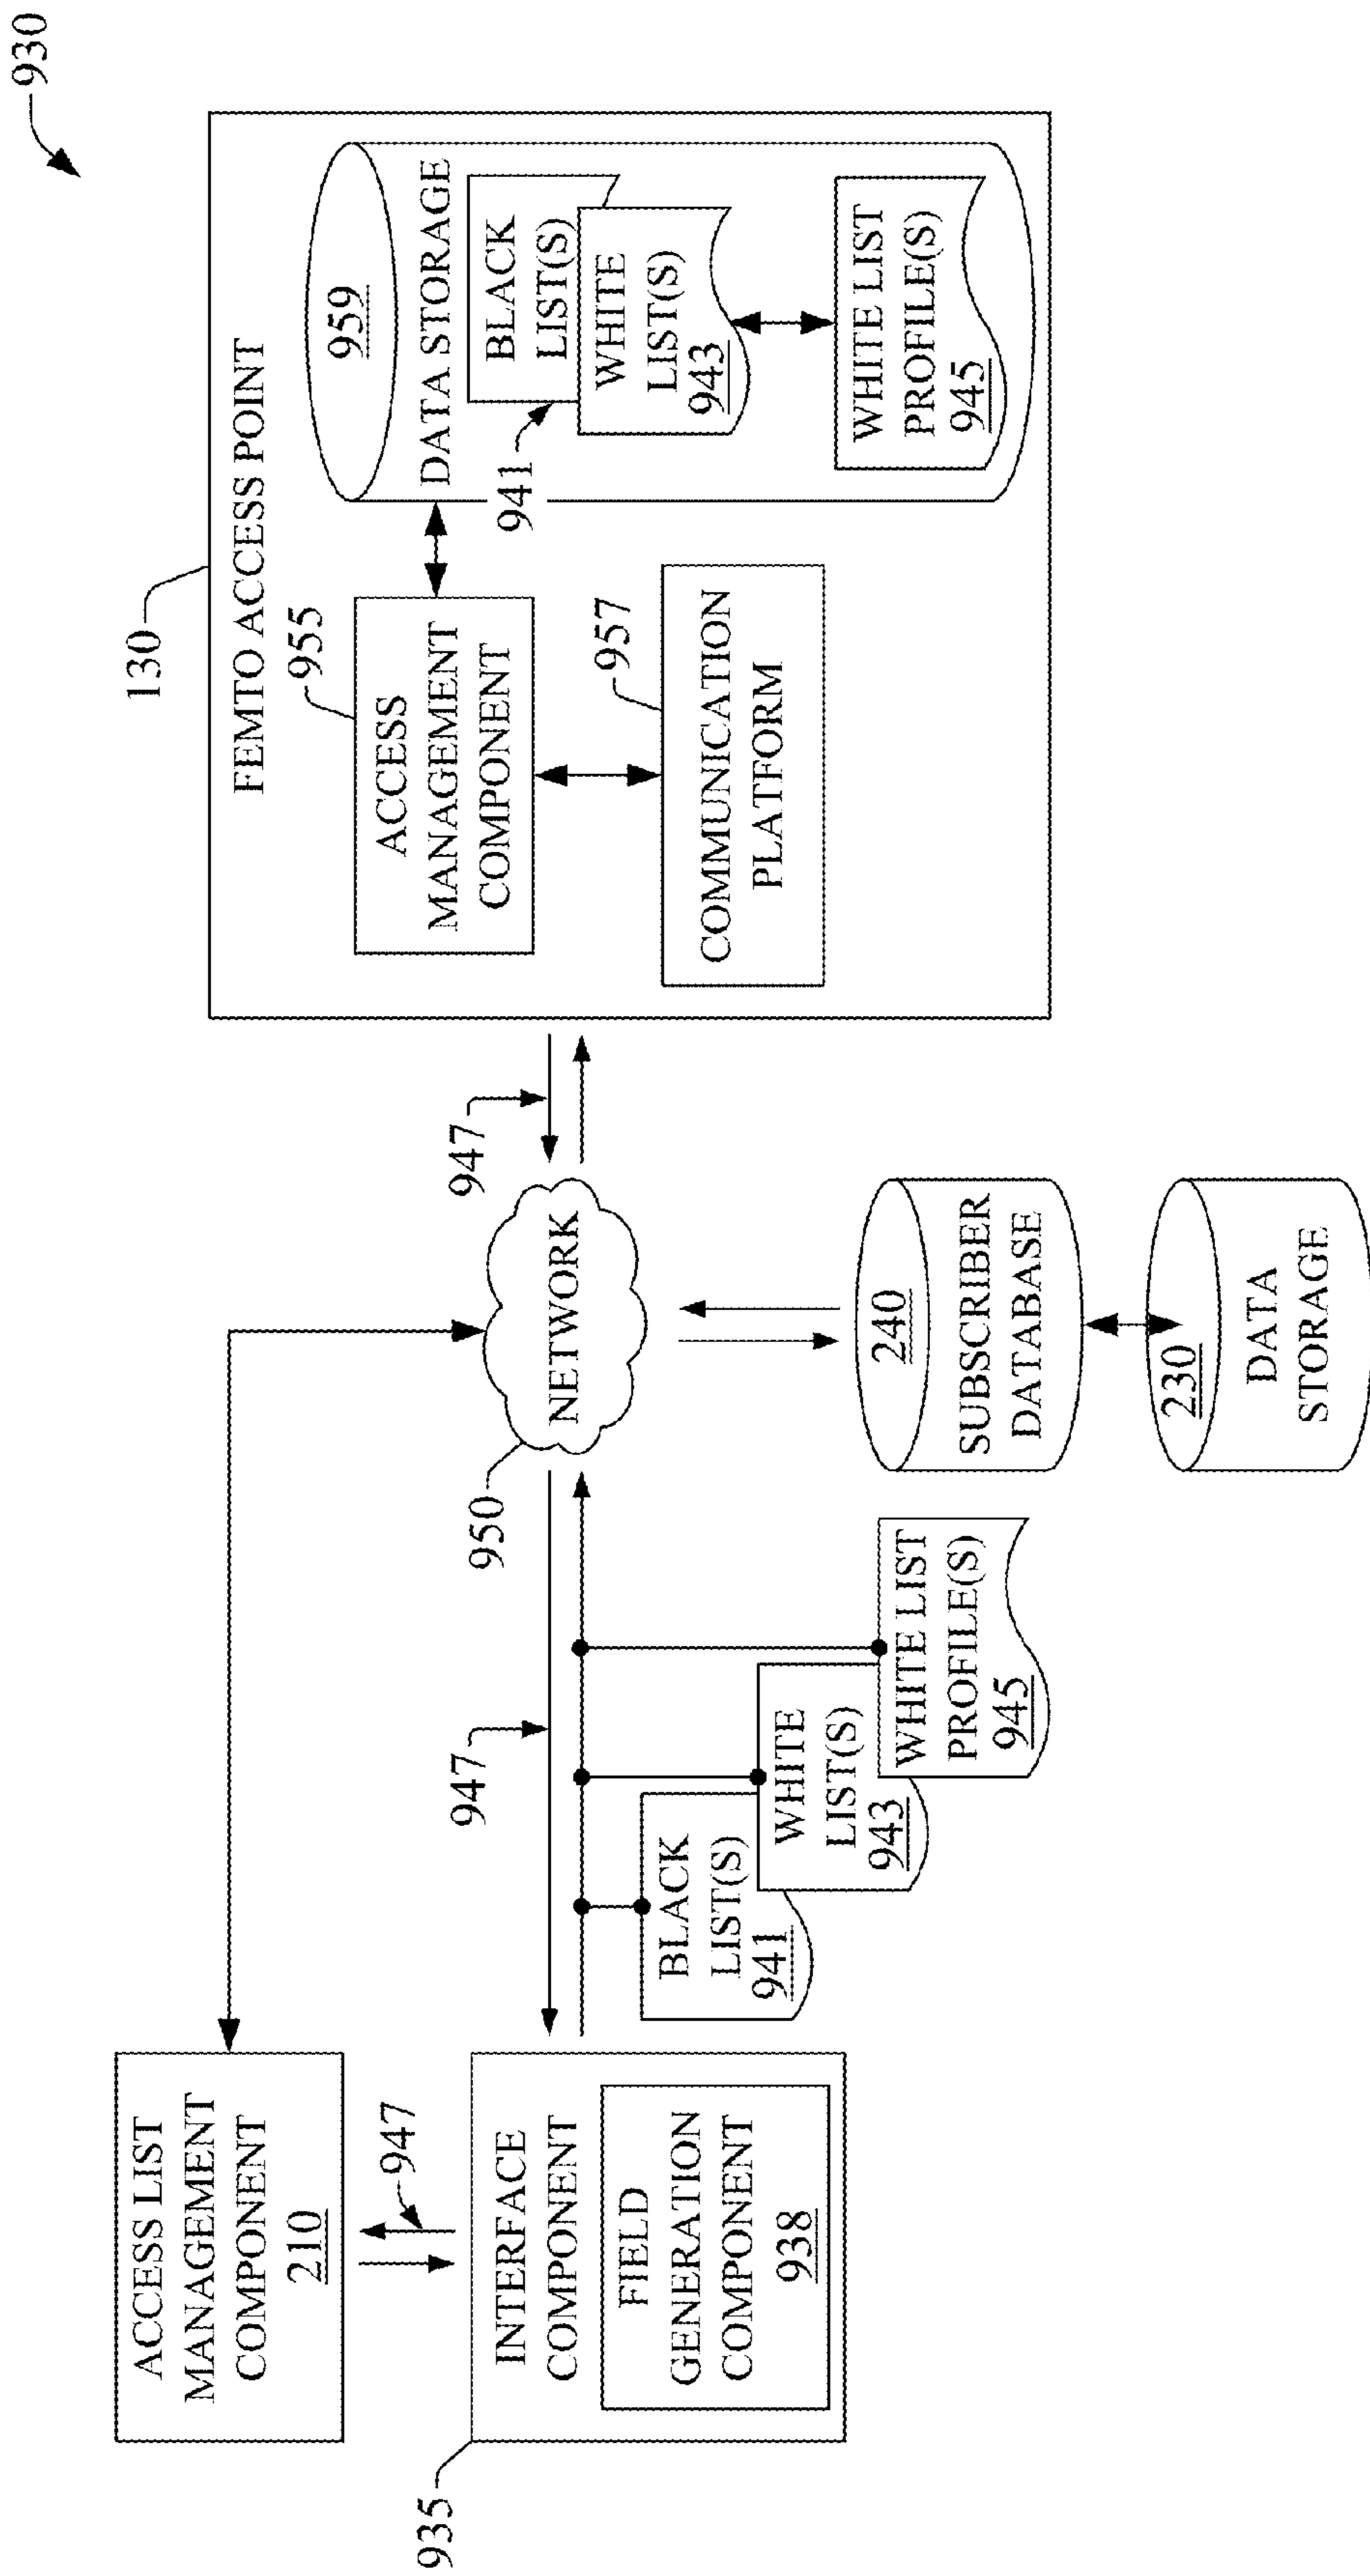 930
130
FEMTO ACCESS POINT
955
ACCESS
MANAGEMENT
COMPONENT
957
COMMUNICATION
PLATFORM
959
DATA STORAGE
941
BLACK
LIST(S)
WHITE
LIST(S)
943
WHITE LIST
PROFILE(S)
945
ACCESS LIST
MANAGEMENT
COMPONENT
210
947
935
INTERFACE
COMPONENT
FIELD
GENERATION
COMPONENT
938
947
950
NETWORK
947
BLACK
LIST(S)
941
WHITE
LIST(S)
943
WHITE LIST
PROFILE(S)
945
240
SUBSCRIBER
DATABASE
230
DATA
STORAGE